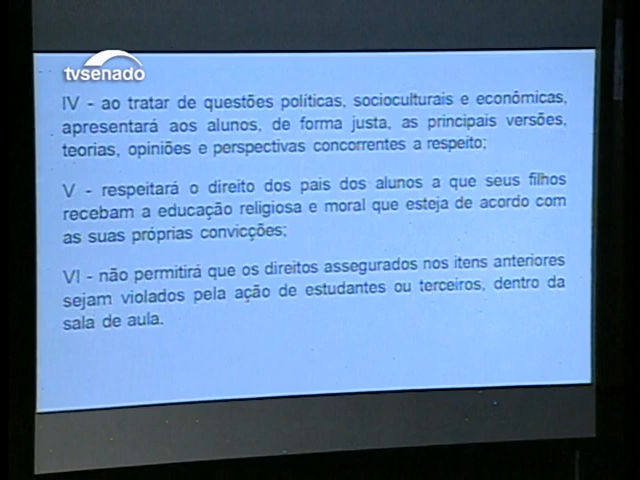 tvsenado
IV - ao tratar de questões políticas, socioculturais e econômicas,
apresentará aos alunos, de forma justa, as principais versões,
teorias, opiniões e perspectivas concorrentes a respeito;
V - respeitará o direito dos pais dos alunos a que seus filhos
recebam a educação religiosa e moral que esteja de acordo com
as suas próprias convicções;
VI - não permitirá que os direitos assegurados nos itens anteriores
sejam violados pela ação de estudantes ou terceiros, dentro da
sala de aula.